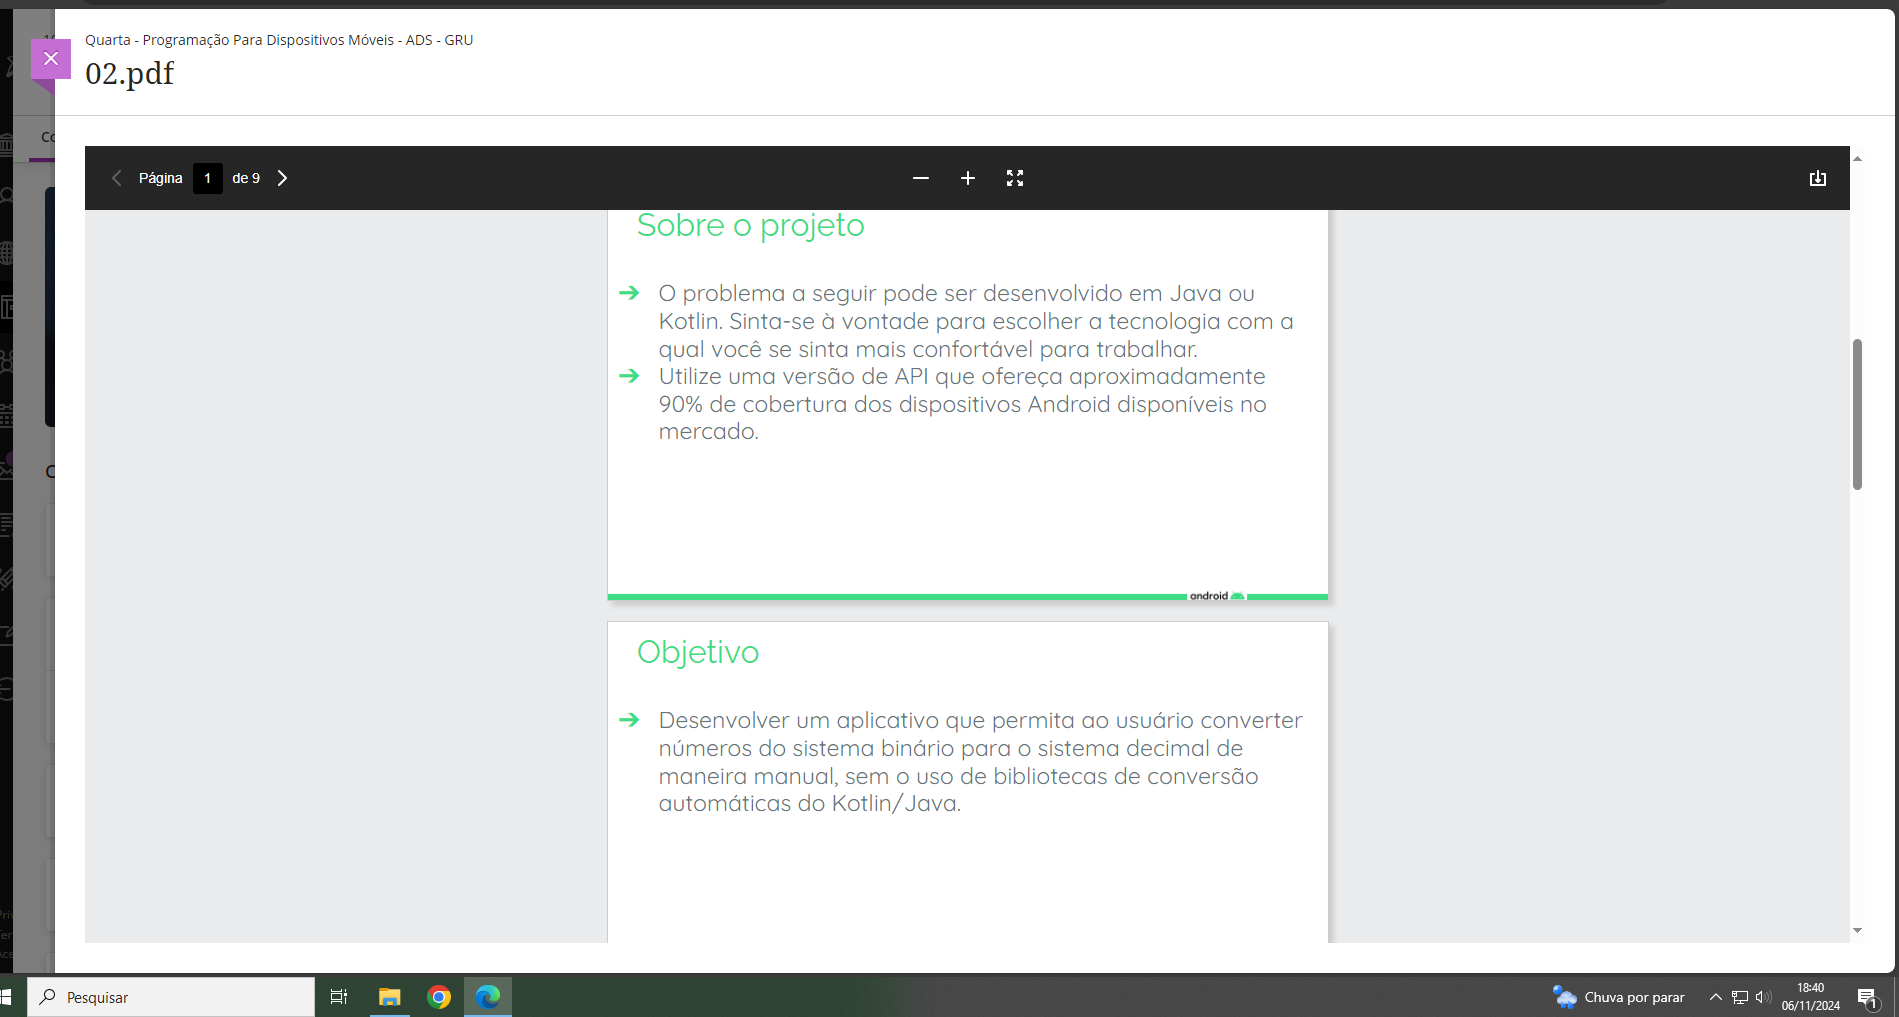 Quarta - Programação Para Dispositivos Móveis - ADS - GRU
02.pdf
Página 1 de 9
Sobre o projeto
➔ O problema a seguir pode ser desenvolvido em Java ou
Kotlin. Sinta-se à vontade para escolher a tecnologia com a
qual você se sinta mais confortável para trabalhar.
➔ Utilize uma versão de API que ofereça aproximadamente
90% de cobertura dos dispositivos Android disponíveis no
mercado.
android
Objetivo
➔ Desenvolver um aplicativo que permita ao usuário converter
números do sistema binário para o sistema decimal de
maneira manual, sem o uso de bibliotecas de conversão
automáticas do Kotlin/Java.
Pesquisar
Chuva por parar
18:40
06/11/2024
1